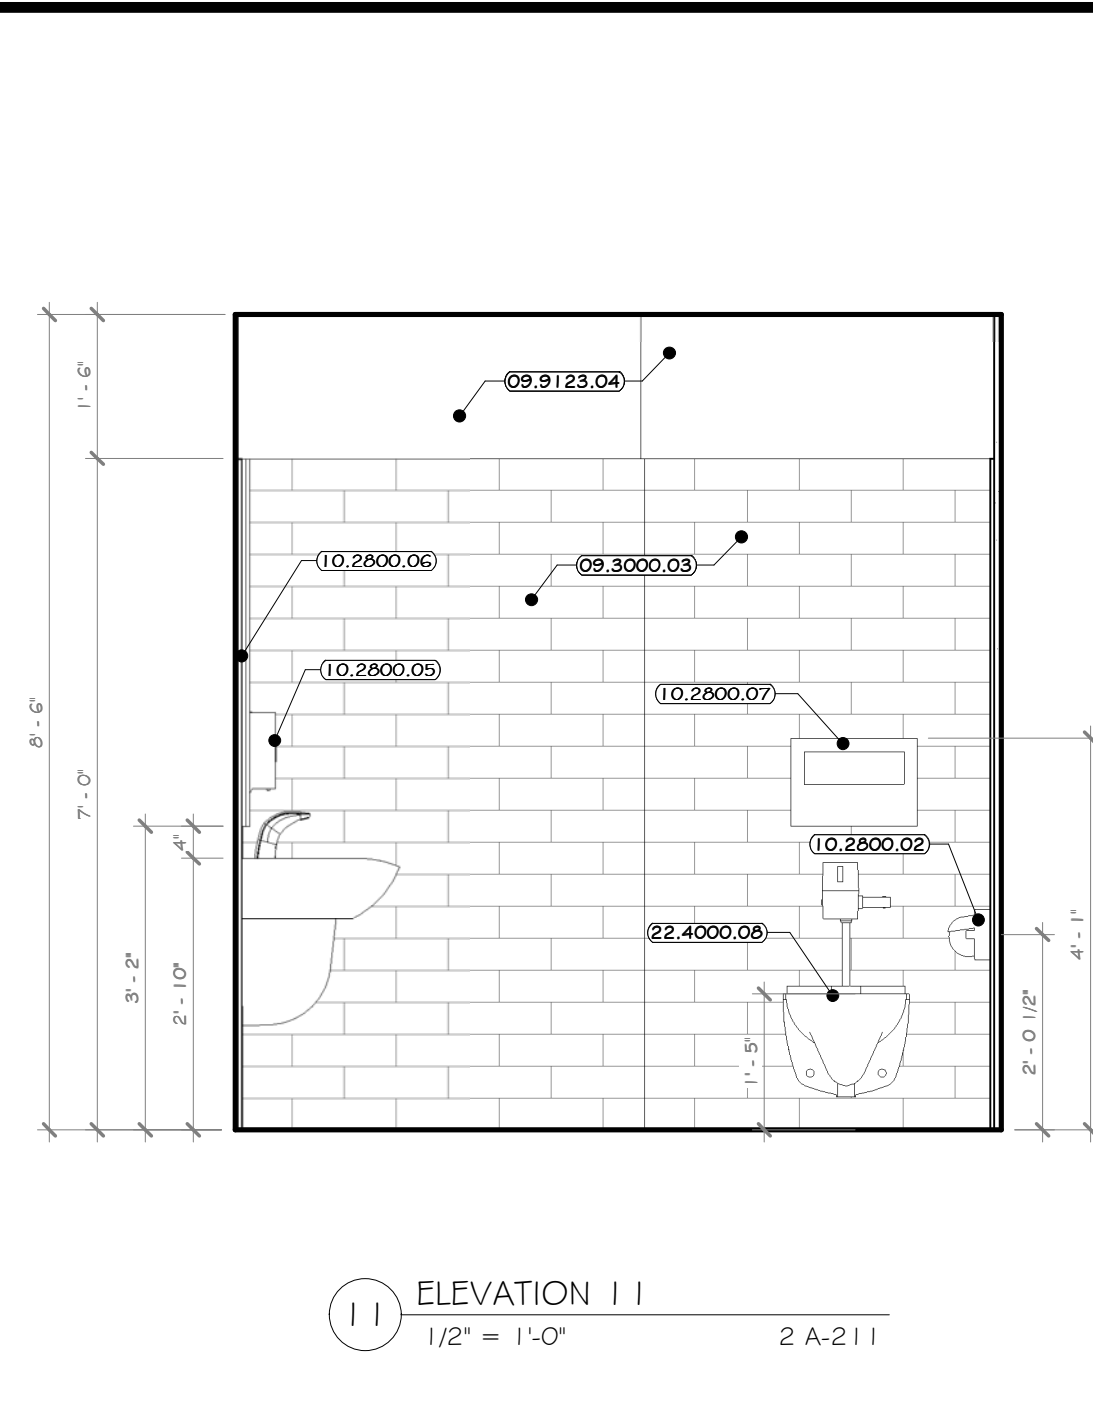 1' - 6"
09.9123.04
10.2800.06
09.3000.03
10.2800.05
10.2800.07
8' - 6"
7' - 0"
4"
10.2800.02
22.4000.08
3' - 2"
2' - 10"
1' - 5"
2' - 0 1/2"
4' - 1"
11
ELEVATION 11
1/2" = 1'-0"
2 A-211